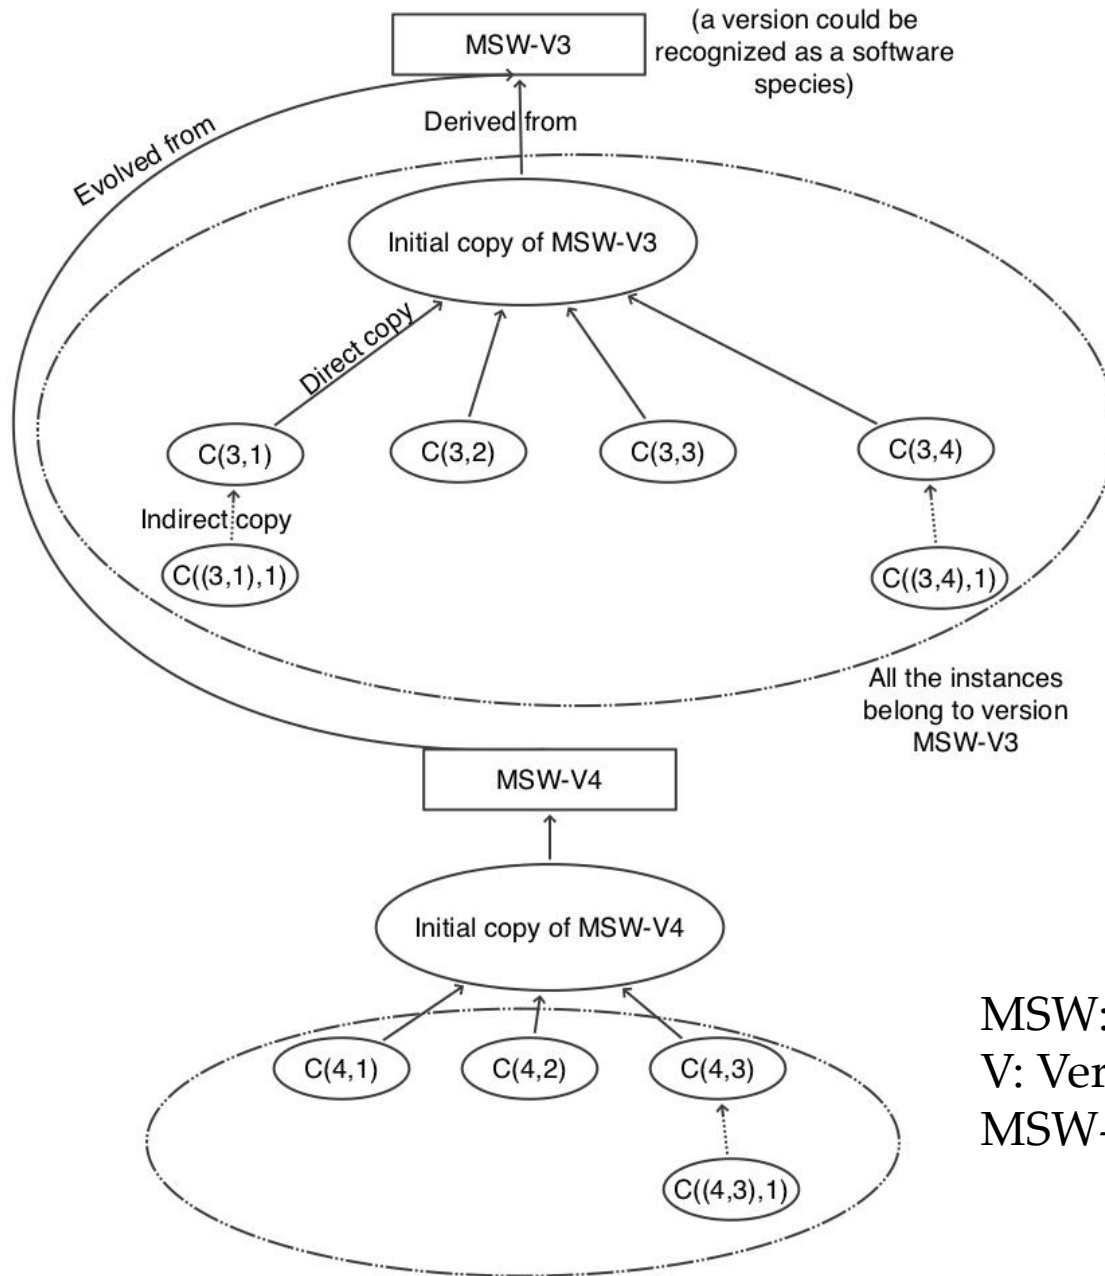 MSW-V3
(a version could be
recognized as a software
species)
Derived from
Evolved from
Initial copy of MSW-V3
Direct copy
C(3,1)
C(3,2)
C(3,3)
C(3,4)
Indirect copy
C((3,1),1)
C((3,4),1)
All the instances
belong to version
MSW-V3
MSW-V4
Initial copy of MSW-V4
C(4,1)
C(4,2)
C(4,3)
C((4,3),1)
MSW:
V: Ver
MSW-